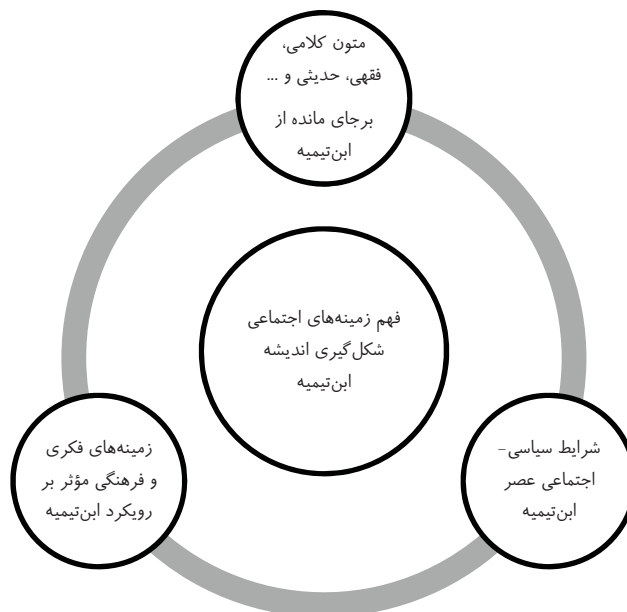 متون کلامی،
فقهی، حدیثی و ...
برجای مانده از
ابن‌تیمیه
فهم زمینه‌های اجتماعی
شکل‌گیری اندیشه
ابن‌تیمیه
شرایط سیاسی-
اجتماعی عصر
ابن‌تیمیه
زمینه‌های فکری
و فرهنگی مؤثر بر
رویکرد ابن‌تیمیه